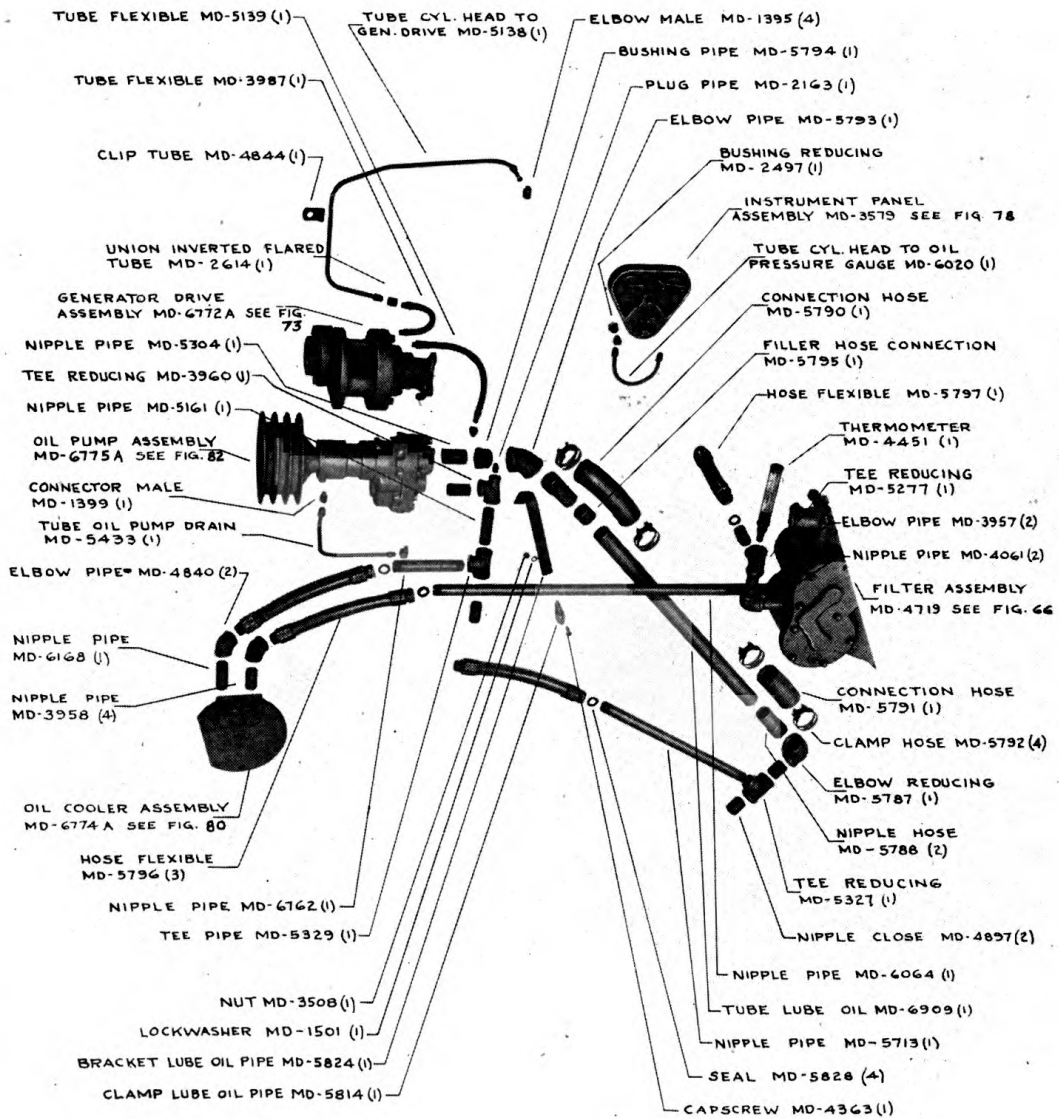 TUBE FLEXIBLE MD-5139 (1)
TUBE CYL. HEAD TO
GEN. DRIVE MD-5138 (1)
ELBOW MALE MD-1395 (4)
BUSHING PIPE MD-5794 (1)
TUBE FLEXIBLE MD-3987 (1)
PLUG PIPE MD-2163 (1)
ELBOW PIPE MD-5793 (1)
CLIP TUBE MD-4844 (1)
BUSHING REDUCING
MD-2497 (1)
INSTRUMENT PANEL
ASSEMBLY MD-3579 SEE FIG. 78
UNION INVERTED FLARED
TUBE MD-2614 (1)
TUBE CYL. HEAD TO OIL
PRESSURE GAUGE MD-6020 (1)
GENERATOR DRIVE
ASSEMBLY MD-6772A SEE FIG.
73
CONNECTION HOSE
MD-5790 (1)
NIPPLE PIPE MD-5304 (1)
FILLER HOSE CONNECTION
MD-5795 (1)
TEE REDUCING MD-3960 (1)
NIPPLE PIPE MD-5161 (1)
HOSE FLEXIBLE MD-5797 (1)
OIL PUMP ASSEMBLY
MD-6775A SEE FIG. 82
THERMOMETER
MD-4451 (1)
CONNECTOR MALE
MD-1399 (1)
TEE REDUCING
MD-5277 (1)
TUBE OIL PUMP DRAIN
MD-5433 (1)
ELBOW PIPE MD-3957 (2)
NIPPLE PIPE MD-4061 (2)
ELBOW PIPE MD-4840 (2)
FILTER ASSEMBLY
MD-4719 SEE FIG. 66
NIPPLE PIPE
MD-6168 (1)
NIPPLE PIPE
MD-3958 (4)
CONNECTION HOSE
MD-5791 (1)
CLAMP HOSE MD-5792 (4)
OIL COOLER ASSEMBLY
MD-6774A SEE FIG. 80
ELBOW REDUCING
MD-5787 (1)
NIPPLE HOSE
MD-5788 (2)
HOSE FLEXIBLE
MD-5796 (3)
TEE REDUCING
MD-5327 (1)
NIPPLE PIPE MD-6762 (1)
TEE PIPE MD-5329 (1)
NIPPLE CLOSE MD-4897 (2)
NIPPLE PIPE MD-6064 (1)
NUT MD-3508 (1)
TUBE LUBE OIL MD-6909 (1)
LOCKWASHER MD-1501 (1)
NIPPLE PIPE MD-5713 (1)
BRACKET LUBE OIL PIPE MD-5824 (1)
SEAL MD-5828 (4)
CLAMP LUBE OIL PIPE MD-5814 (1)
CAPSCREW MD-4363 (1)